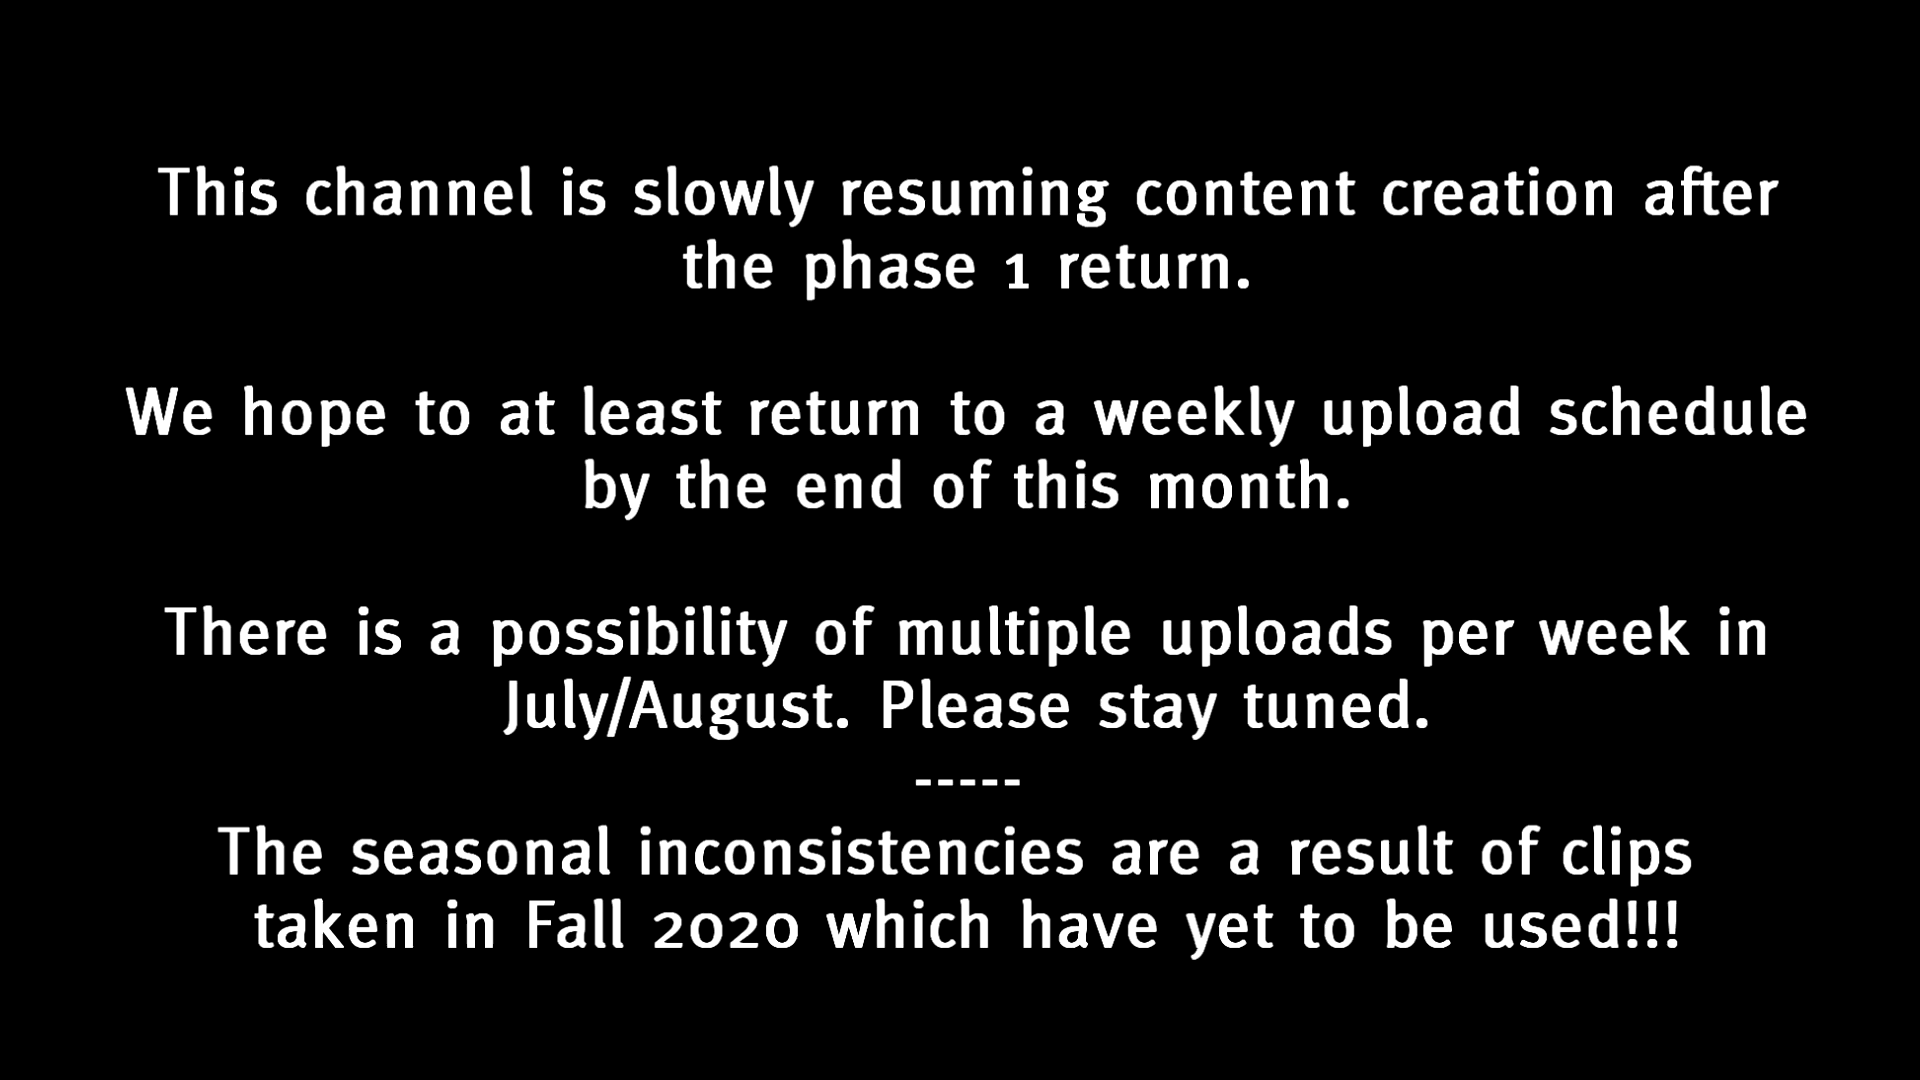 This channel is slowly resuming content creation after
the phase 1 return.
We hope to at least return to a weekly upload schedule
by the end of this month.
There is a possibility of multiple uploads per week in
July/August. Please stay tuned.
-----
The seasonal inconsistencies are a result of clips
taken in Fall 2020 which have yet to be used!!!